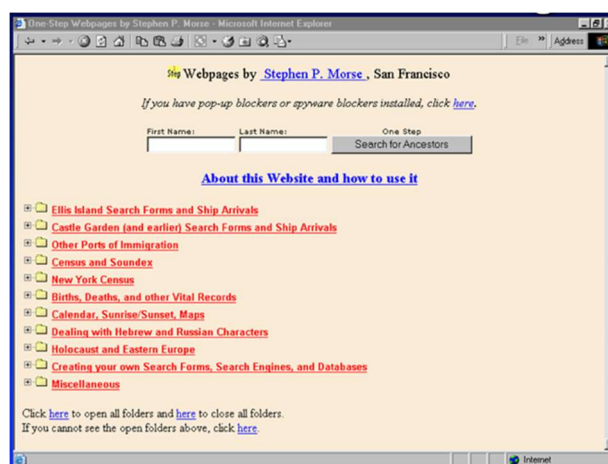 One-Step Webpages by Stephen P. Morse - Microsoft Internet Explorer
File
Address
Step Webpages by Stephen P. Morse , San Francisco
If you have pop-up blockers or spyware blockers installed, click here.
First Name: Last Name: One Step
Search for Ancestors
About this Website and how to use it
Ellis Island Search Forms and Ship Arrivals
Castle Garden (and earlier) Search Forms and Ship Arrivals
Other Ports of Immigration
Census and Soundex
New York Census
Births, Deaths, and other Vital Records
Calendar, Sunrise/Sunset, Maps
Dealing with Hebrew and Russian Characters
Holocaust and Eastern Europe
Creating your own Search Forms, Search Engines, and Databases
Miscellaneous
Click here to open all folders and here to close all folders.
If you cannot see the open folders above, click here.
Internet